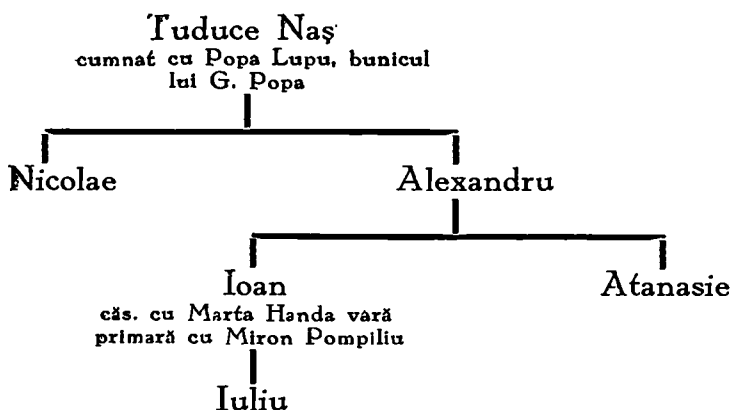 Tuduce Naş
cumnat cu Popa Lupu, bunicul
lui G. Popa
Nicolae
Alexandru
Ioan
Atanasie
căs. cu Marta Handa vară
primară cu Miron Pompiliu
Iuliu